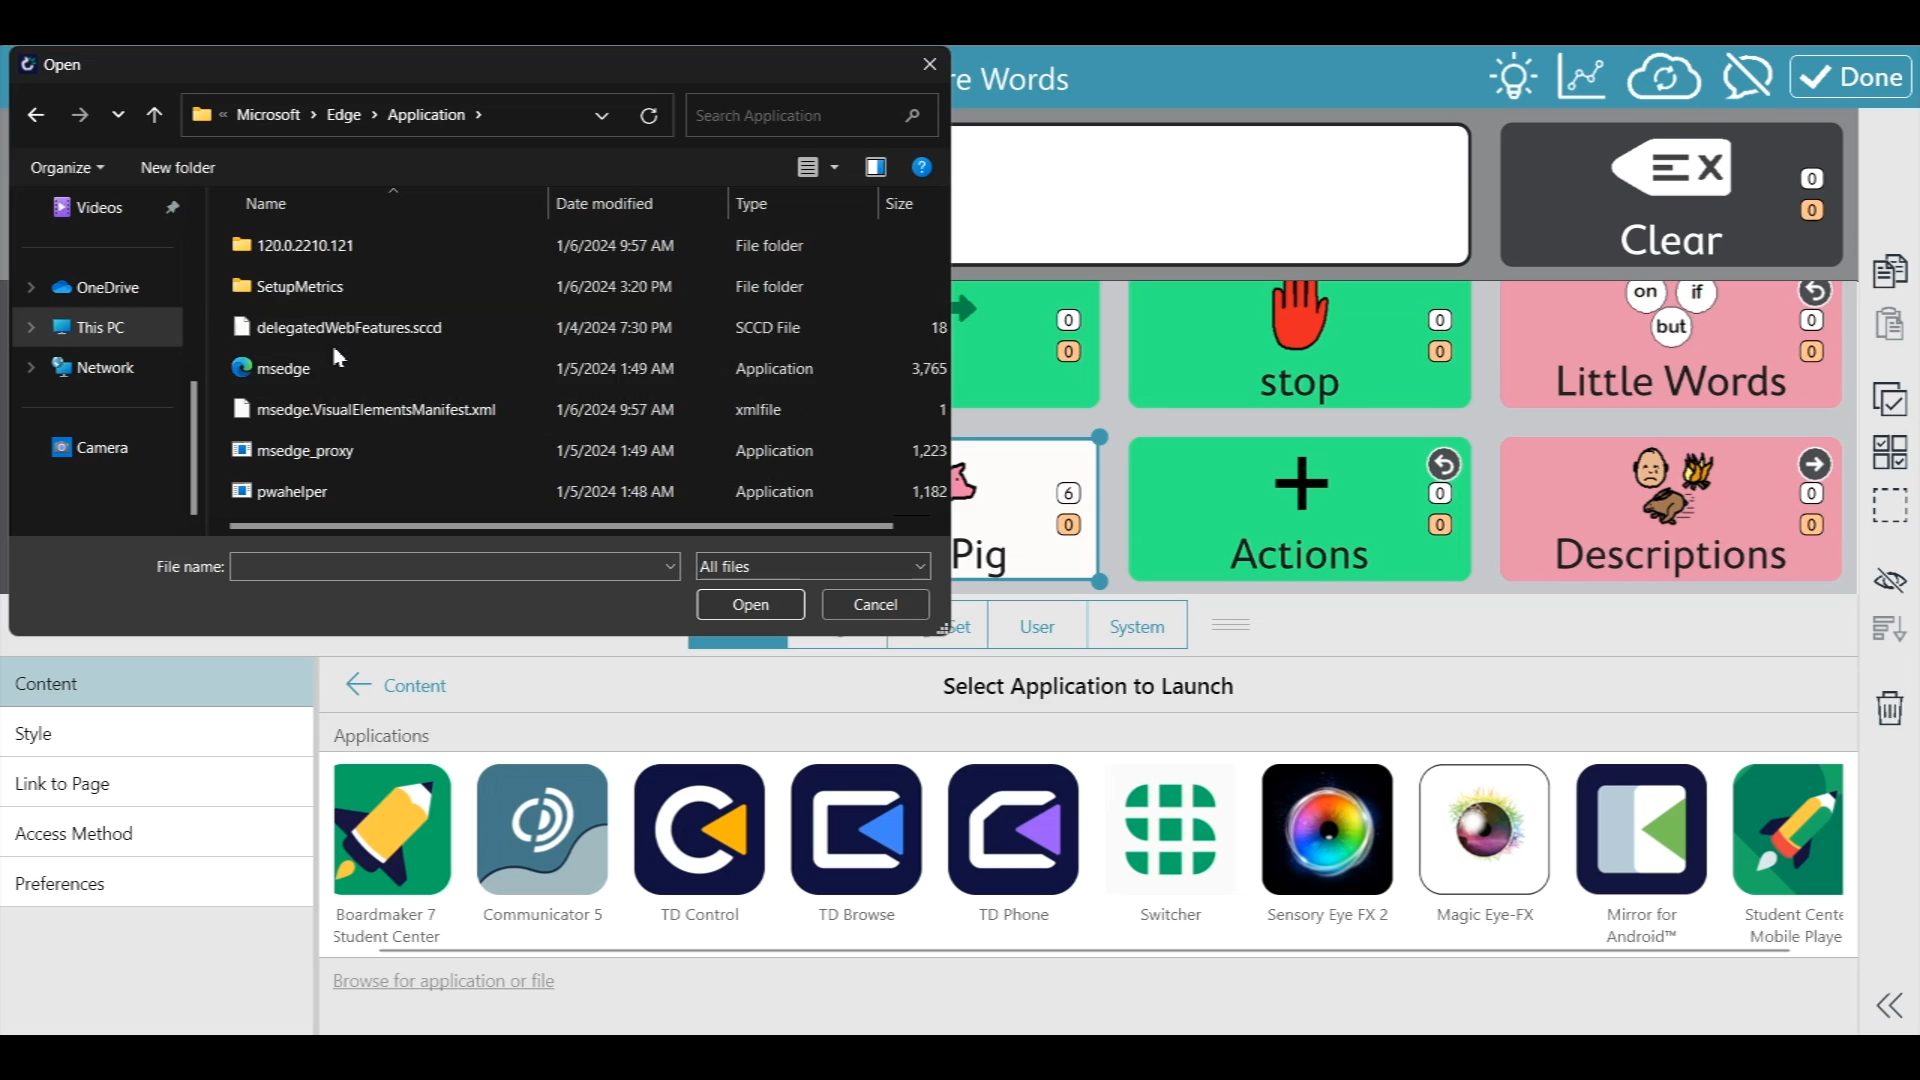 Open
re Words
Done
« Microsoft › Edge › Application ›
Search Application
Organize
New folder
Videos
OneDrive
This PC
Network
Camera
Name
Date modified
Type
Size
120.0.2210.121
1/6/2024 9:57 AM
File folder
SetupMetrics
1/6/2024 3:20 PM
File folder
delegatedWebFeatures.sccd
1/4/2024 7:30 PM
SCCD File
18
msedge
1/5/2024 1:49 AM
Application
3,765
msedge.VisualElementsManifest.xml
1/6/2024 9:57 AM
xmlfile
1
msedge_proxy
1/5/2024 1:49 AM
Application
1,223
pwahelper
1/5/2024 1:48 AM
Application
1,182
File name:
All files
Open
Cancel
X
0
0
Clear
0
0
0
0
stop
on
if
but
0
0
Little Words
6
0
Pig
0
0
Actions
0
0
Descriptions
Set
User
System
Content
Style
Link to Page
Access Method
Preferences
Content
Select Application to Launch
Applications
Boardmaker 7
Student Center
Communicator 5
TD Control
TD Browse
TD Phone
Switcher
Sensory Eye FX 2
Magic Eye-FX
Mirror for
Android™
Student Cente
Mobile Playe
Browse for application or file